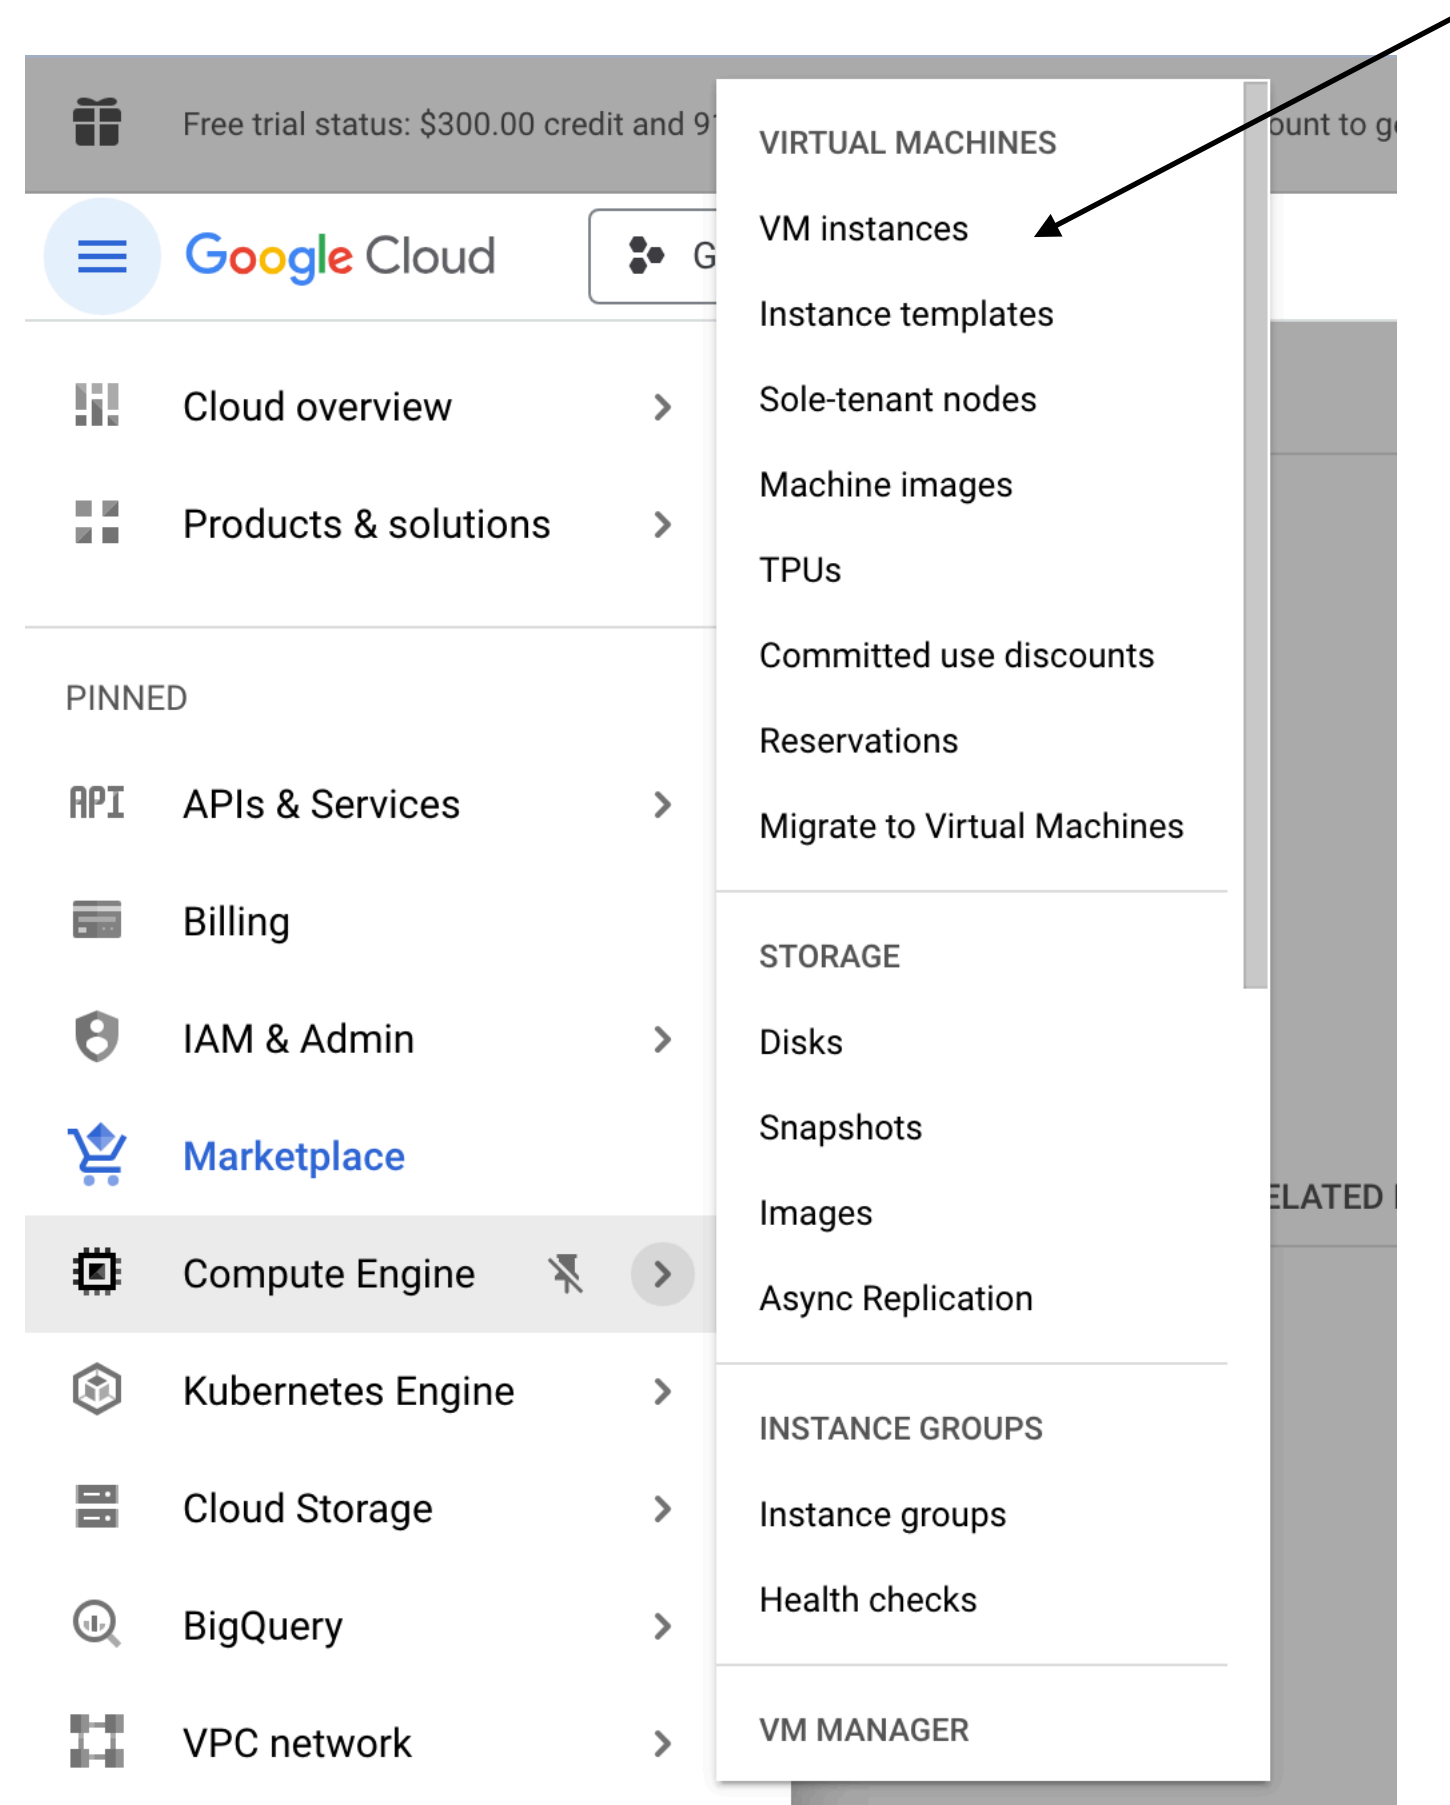 Free trial status: $300.00 credit and 9
ount to g
Google Cloud
G
Cloud overview
Products & solutions
PINNED
API APIs & Services
Billing
IAM & Admin
Marketplace
Compute Engine
Kubernetes Engine
Cloud Storage
BigQuery
VPC network
VIRTUAL MACHINES
VM instances
Instance templates
Sole-tenant nodes
Machine images
TPUs
Committed use discounts
Reservations
Migrate to Virtual Machines
STORAGE
Disks
Snapshots
Images
Async Replication
INSTANCE GROUPS
Instance groups
Health checks
VM MANAGER
ELATED